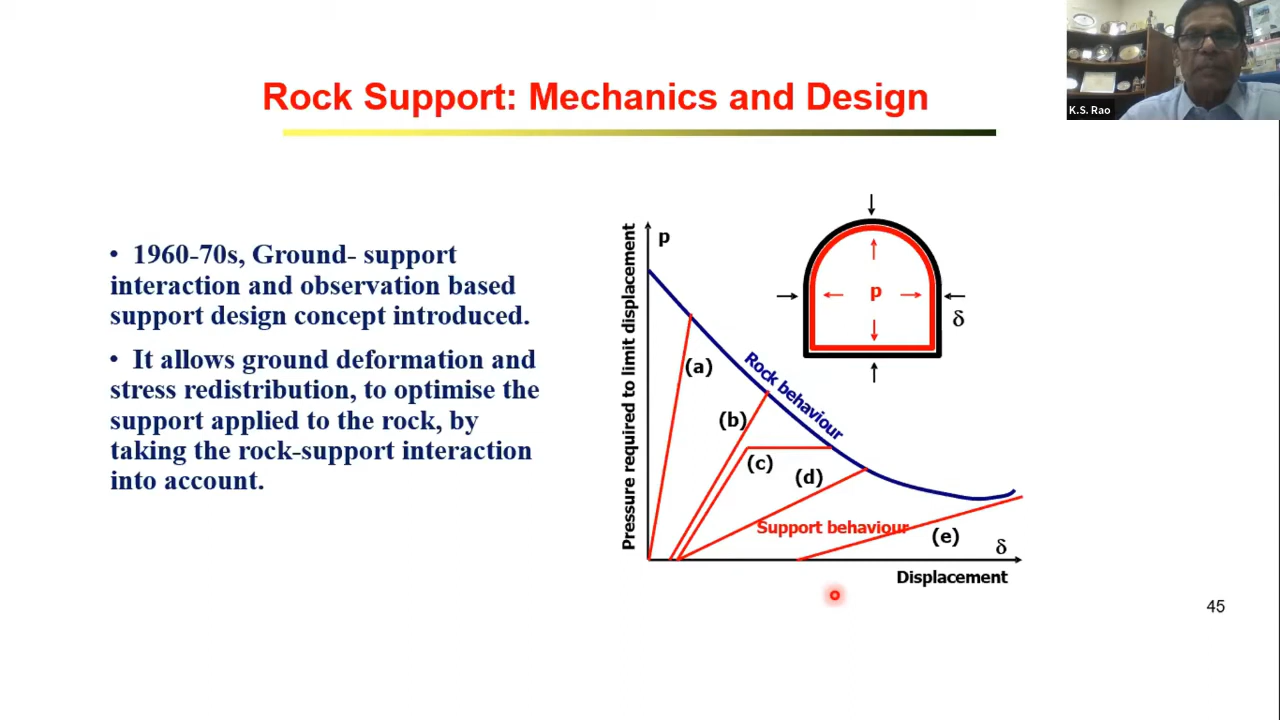 K.S. Rao
Rock Support: Mechanics and Design
• 1960-70s, Ground- support
interaction and observation based
support design concept introduced.
• It allows ground deformation and
stress redistribution, to optimise the
support applied to the rock, by
taking the rock-support interaction
into account.
Pressure required to limit displacement
p
(a)
(b)
(c)
(d)
(e)
Rock behaviour
Support behaviour
δ
Displacement
p
δ
45